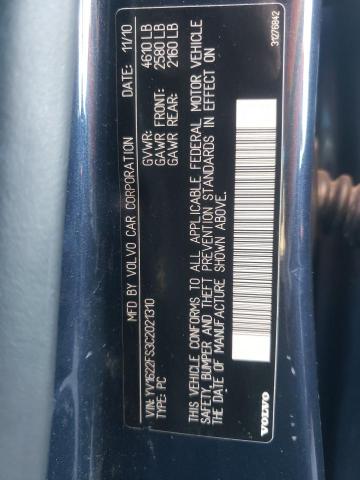 MFD BY VOLVO CAR CORPORATION 11/10
GVWR: 4610 LB
GAWR FRONT: 2580 LB
GAWR REAR: 2160 LB
VIN: YV1622FS3C2021310
TYPE: PC
THIS VEHICLE CONFORMS TO ALL APPLICABLE FEDERAL MOTOR VEHICLE
SAFETY, BUMPER AND THEFT PREVENTION STANDARDS IN EFFECT ON
DATE OF MANUFACTURE SHOWN ABOVE.
VOLVO
31276842